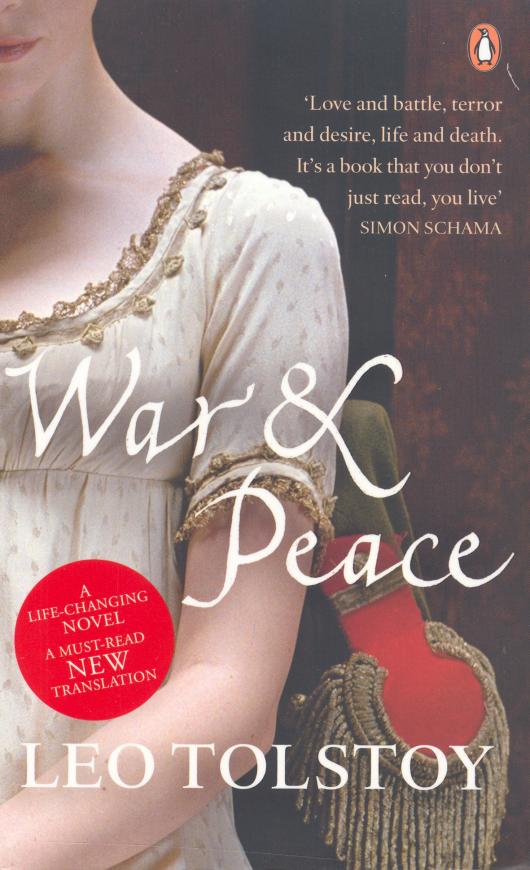 ‘Love and battle, terror
and desire, life and death.
It’s a book that you don’t
just read, you live’
SIMON SCHAMA
War &
Peace
A
LIFE-CHANGING
NOVEL
A MUST-READ
NEW
TRANSLATION
LEO TOLSTOY